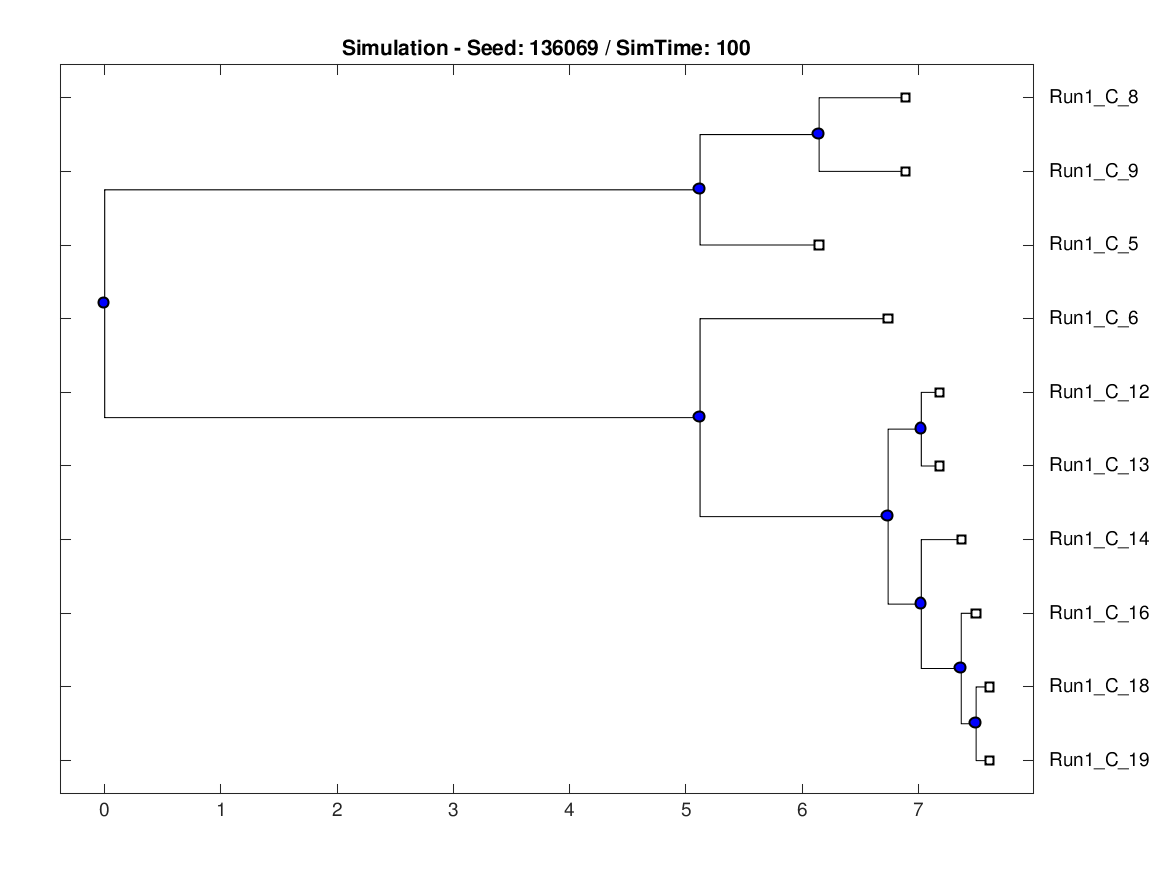 Simulation - Seed: 136069 / SimTime: 100
Run1_C_8
Run1_C_9
Run1_C_5
Run1_C_6
Run1_C_12
Run1_C_13
Run1_C_14
Run1_C_16
Run1_C_18
Run1_C_19
0 1 2 3 4 5 6 7